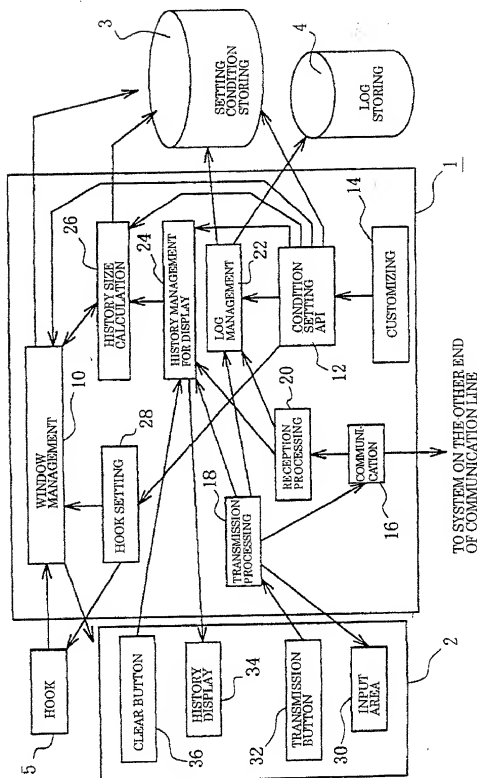 5
HOOK
WINDOW
MANAGEMENT
10
28
HOOK SETTING
26
HISTORY SIZE
CALCULATION
24
HISTORY MANAGEMENT
FOR DISPLAY
22
LOG
MANAGEMENT
CONDITION
SETTING
API
12
14
CUSTOMIZING
1
3
SETTING
CONDITION
STORING
4
LOG
STORING
18
TRANSMISSION
PROCESSING
20
RECEPTION
PROCESSING
COMMUNI-
CATION
16
TO SYSTEM ON THE OTHER END
OF COMMUNICATION LINE
CLEAR BUTTON
36
HISTORY
DISPLAY
34
TRANSMISSION
BUTTON
32
INPUT
AREA
30
2